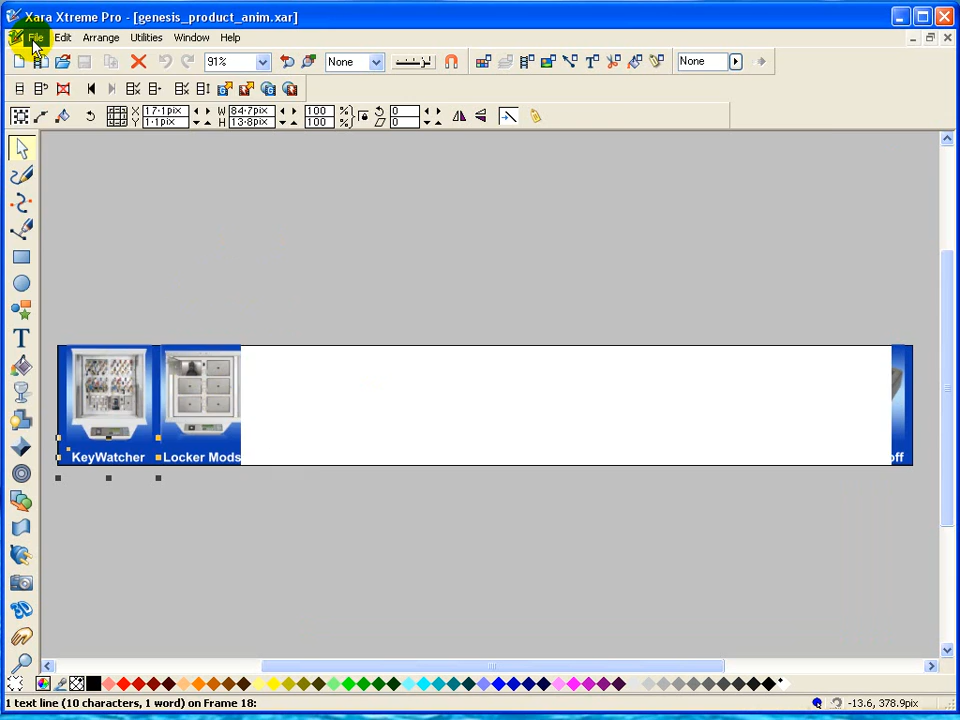 Xara Xtreme Pro - [genesis_product_anim.xar]
File Edit Arrange Utilities Window Help
91% None None
X 17·1pix W 84·7pix 100 % 0
Y 1·1pix H 13·8pix 100 % 0
KeyWatcher Locker Mods off
1 text line (10 characters, 1 word) on Frame 18: -13.6, 378.9pix